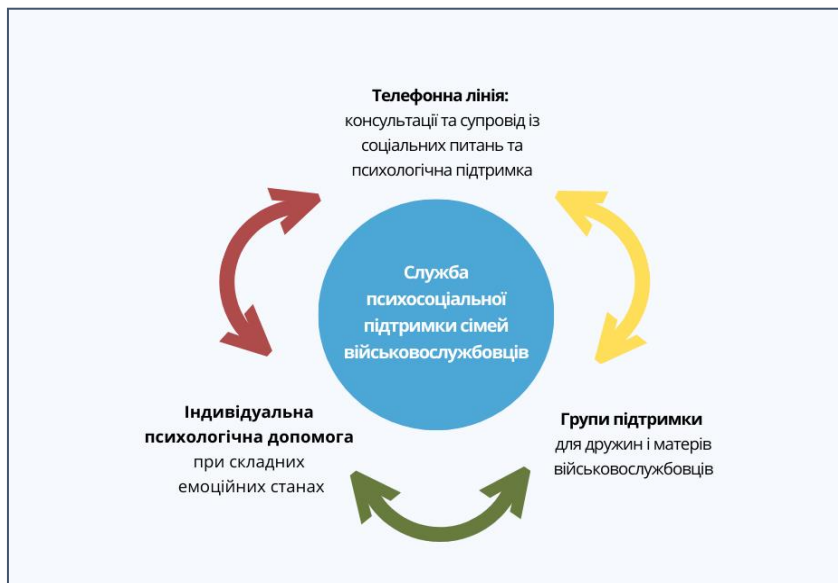 Телефонна лінія:
консультації та супровід із
соціальних питань та
психологічна підтримка
Служба
психосоціальної
підтримки сімей
військовослужбовців
Індивідуальна
психологічна допомога
при складних
емоційних станах
Групи підтримки
для дружин і матерів
військовослужбовців